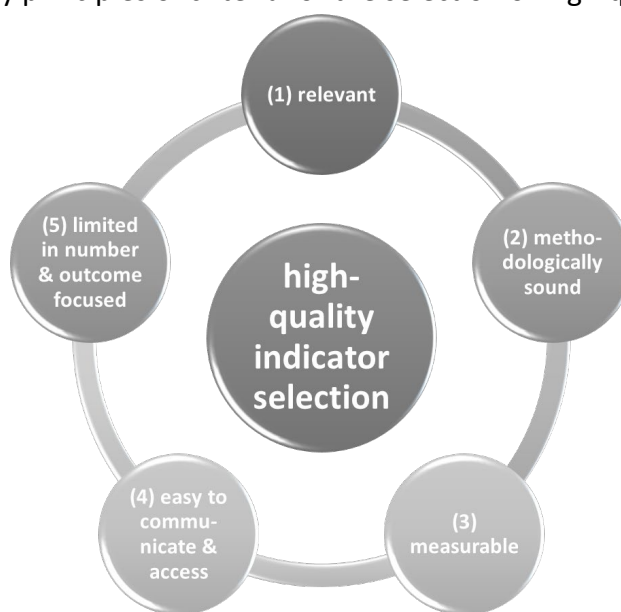 principles
(1) relevant
(2) metho-
dologically
sound
(3)
measurable
(4) easy to
commu-
nicate &
access
(5) limited
in number
& outcome
focused
high-
quality
indicator
selection